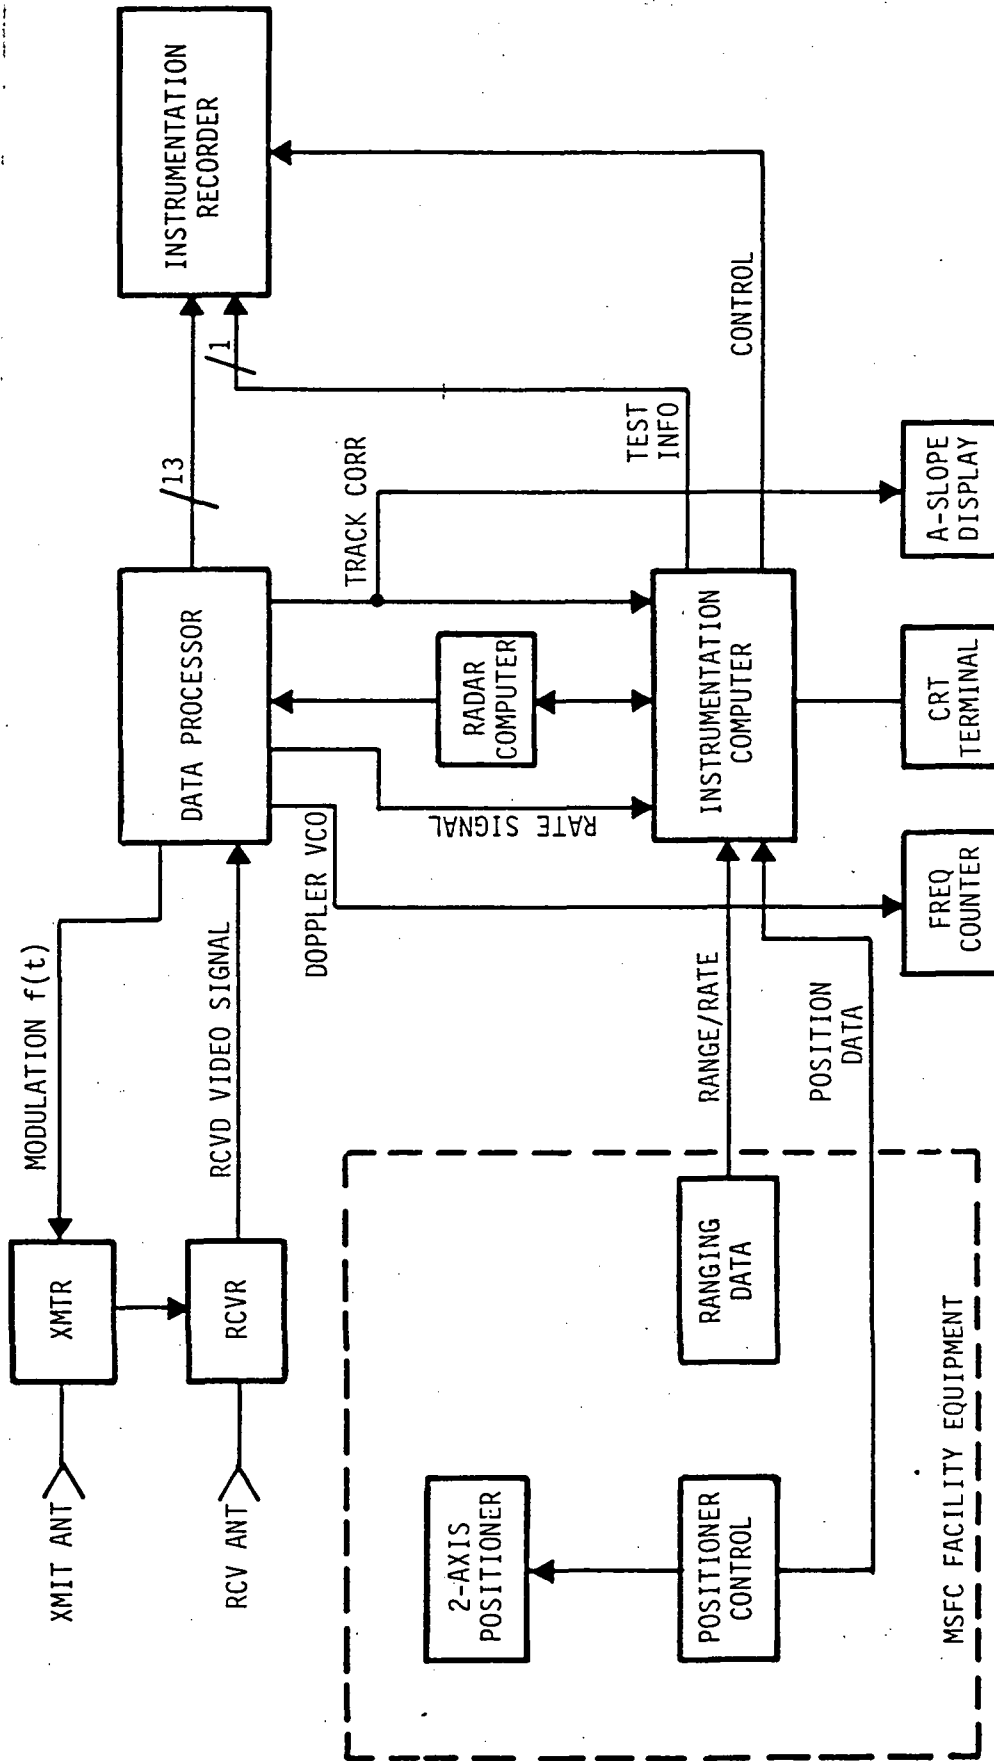 XMIT ANT
XMTR
MODULATION f(t)
RCV ANT
RCVR
RCVD VIDEO SIGNAL
DATA PROCESSOR
13
1
INSTRUMENTATION
RECORDER
DOPPLER VCO
RATE SIGNAL
RADAR
COMPUTER
TRACK CORR
TEST
INFO
CONTROL
2-AXIS
POSITIONER
POSITIONER
CONTROL
RANGING
DATA
RANGE/RATE
POSITION
DATA
INSTRUMENTATION
COMPUTER
MSFC FACILITY EQUIPMENT
FREQ
COUNTER
CRT
TERMINAL
A-SLOPE
DISPLAY